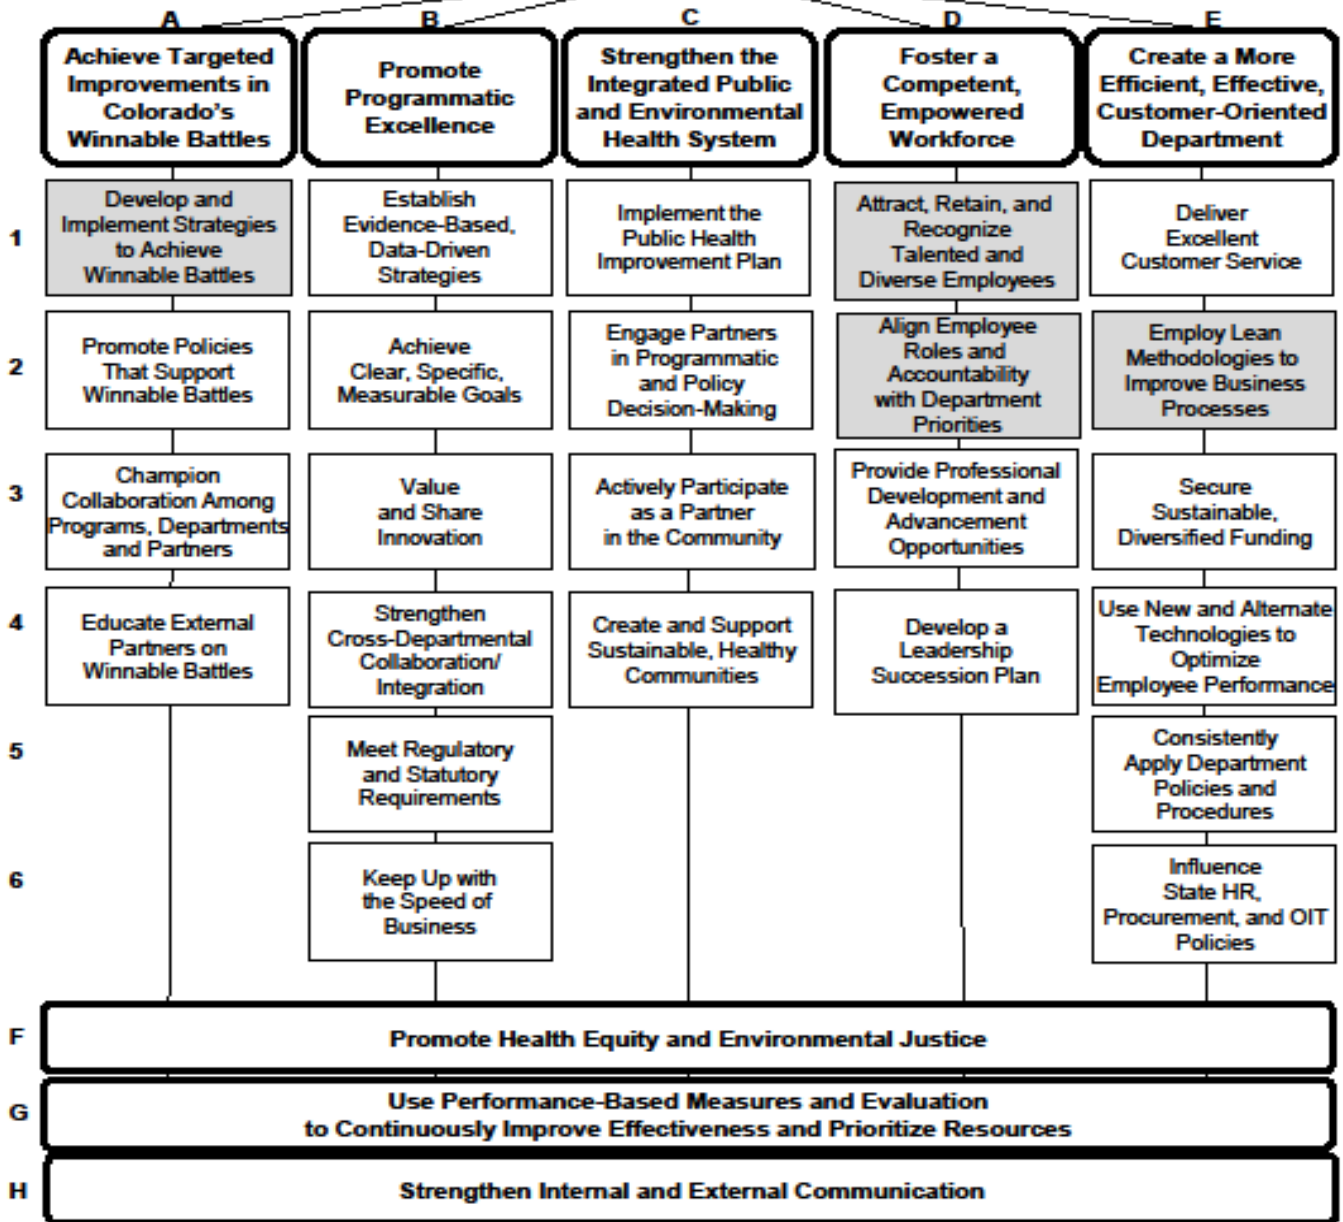 A
B
C
D
E
Achieve Targeted
Improvements in
Colorado's
Winnable Battles
Promote
Programmatic
Excellence
Strengthen the
Integrated Public
and Environmental
Health System
Foster a
Competent,
Empowered
Workforce
Create a More
Efficient, Effective,
Customer-Oriented
Department
1
Develop and
Implement Strategies
to Achieve
Winnable Battles
Establish
Evidence-Based,
Data-Driven
Strategies
Implement the
Public Health
Improvement Plan
Attract, Retain, and
Recognize
Talented and
Diverse Employees
Deliver
Excellent
Customer Service
2
Promote Policies
That Support
Winnable Battles
Achieve
Clear, Specific,
Measurable Goals
Engage Partners
in Programmatic
and Policy
Decision-Making
Align Employee
Roles and
Accountability
with Department
Priorities
Employ Lean
Methodologies to
Improve Business
Processes
3
Champion
Collaboration Among
Programs, Departments
and Partners
Value
and Share
Innovation
Actively Participate
as a Partner
in the Community
Provide Professional
Development and
Advancement
Opportunities
Secure
Sustainable,
Diversified Funding
4
Educate External
Partners on
Winnable Battles
Strengthen
Cross-Departmental
Collaboration/
Integration
Create and Support
Sustainable, Healthy
Communities
Develop a
Leadership
Succession Plan
Use New and Alternate
Technologies to
Optimize
Employee Performance
5
Meet Regulatory
and Statutory
Requirements
Consistently
Apply Department
Policies and
Procedures
6
Keep Up with
the Speed of
Business
Influence
State HR,
Procurement, and OIT
Policies
F
Promote Health Equity and Environmental Justice
G
Use Performance-Based Measures and Evaluation
to Continuously Improve Effectiveness and Prioritize Resources
H
Strengthen Internal and External Communication